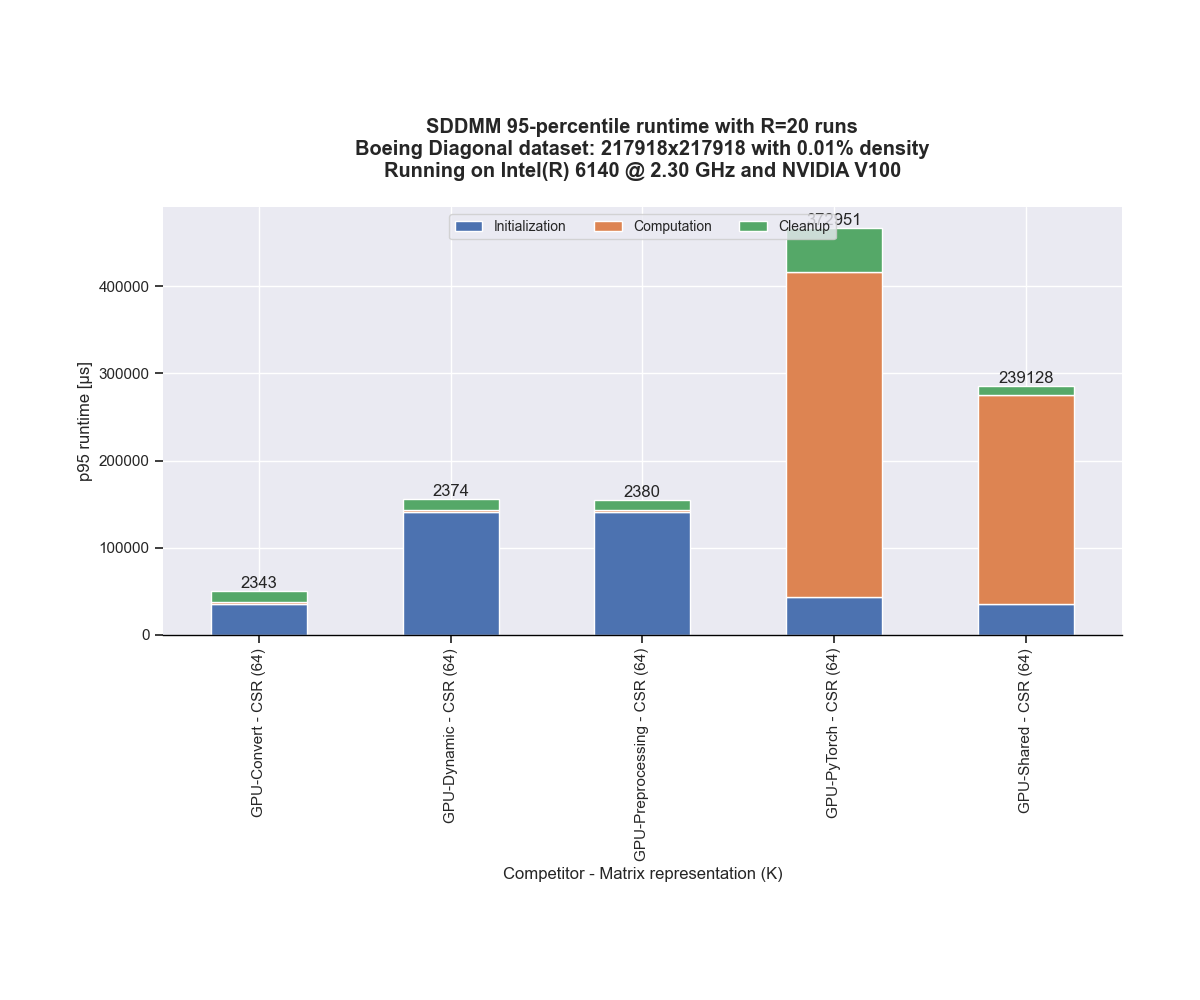 SDDMM 95-percentile runtime with R=20 runs
Boeing Diagonal dataset: 217918x217918 with 0.01% density
Running on Intel(R) 6140 @ 2.30 GHz and NVIDIA V100
Initialization
Computation
Cleanup
372951
239128
2374
2380
2343
p95 runtime [µs]
400000
300000
200000
100000
0
GPU-Convert - CSR (64)
GPU-Dynamic - CSR (64)
GPU-Preprocessing - CSR (64)
GPU-PyTorch - CSR (64)
GPU-Shared - CSR (64)
Competitor - Matrix representation (K)